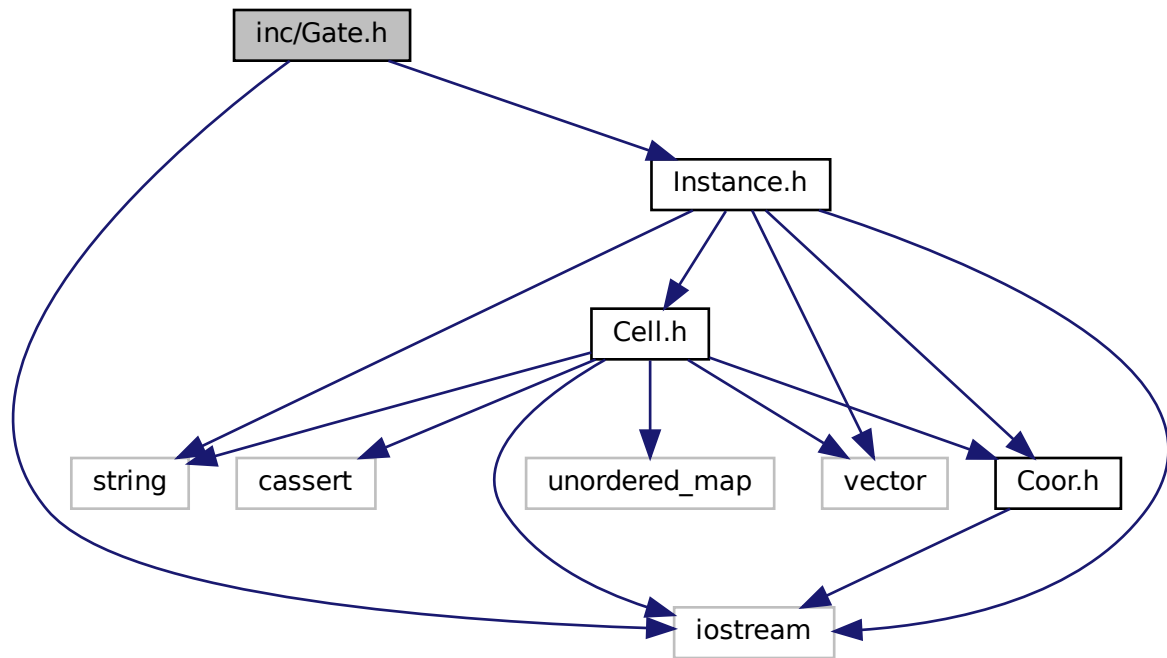 inc/Gate.h
Instance.h
Cell.h
string
cassert
unordered_map
vector
Coor.h
iostream